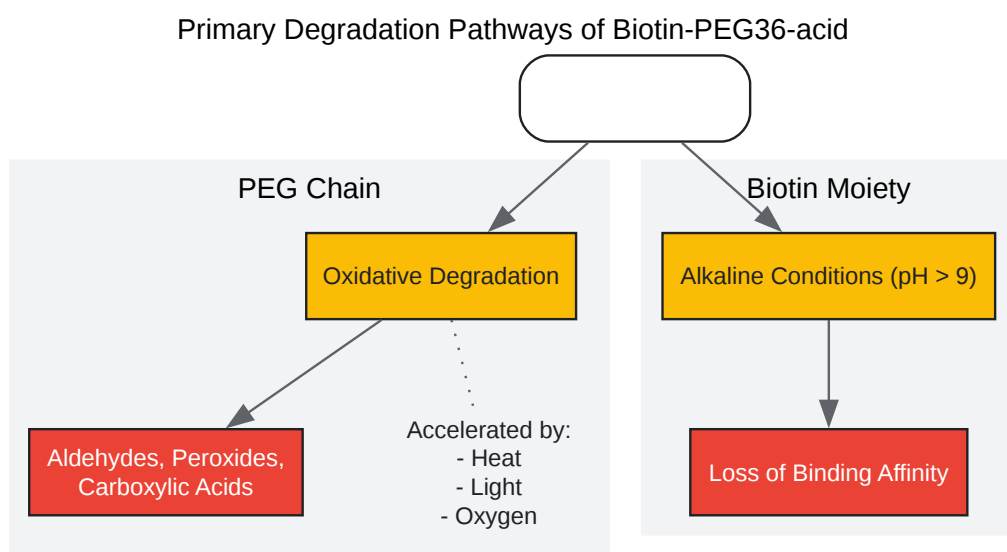 Primary Degradation Pathways of Biotin-PEG36-acid
PEG Chain
Biotin Moiety
Oxidative Degradation
Alkaline Conditions (pH > 9)
Aldehydes, Peroxides,
Carboxylic Acids
Accelerated by:
- Heat
- Light
- Oxygen
Loss of Binding Affinity